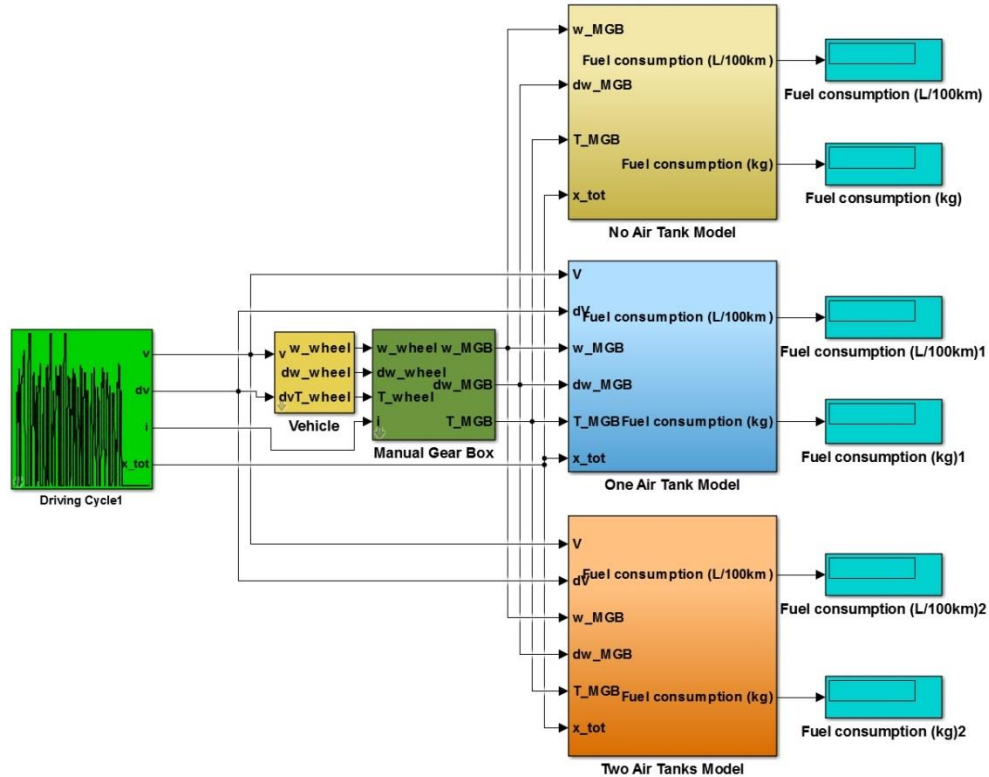 w_MGB
Fuel consumption (L/100km)
dw_MGB
Fuel consumption (L/100km)
T_MGB
Fuel consumption (kg)
x_tot
Fuel consumption (kg)
No Air Tank Model
V
dV
Fuel consumption (L/100km)
w_MGB
Fuel consumption (L/100km)1
dw_MGB
T_MGB
Fuel consumption (kg)
x_tot
Fuel consumption (kg)1
One Air Tank Model
v
dv
i
x_tot
Driving Cycle1
v
w_wheel
dw_wheel
dv
T_wheel
Vehicle
w_wheel
w_MGB
dw_wheel
dw_MGB
T_wheel
i
T_MGB
Manual Gear Box
V
dV
Fuel consumption (L/100km)
w_MGB
Fuel consumption (L/100km)2
dw_MGB
T_MGB
Fuel consumption (kg)
x_tot
Fuel consumption (kg)2
Two Air Tanks Model